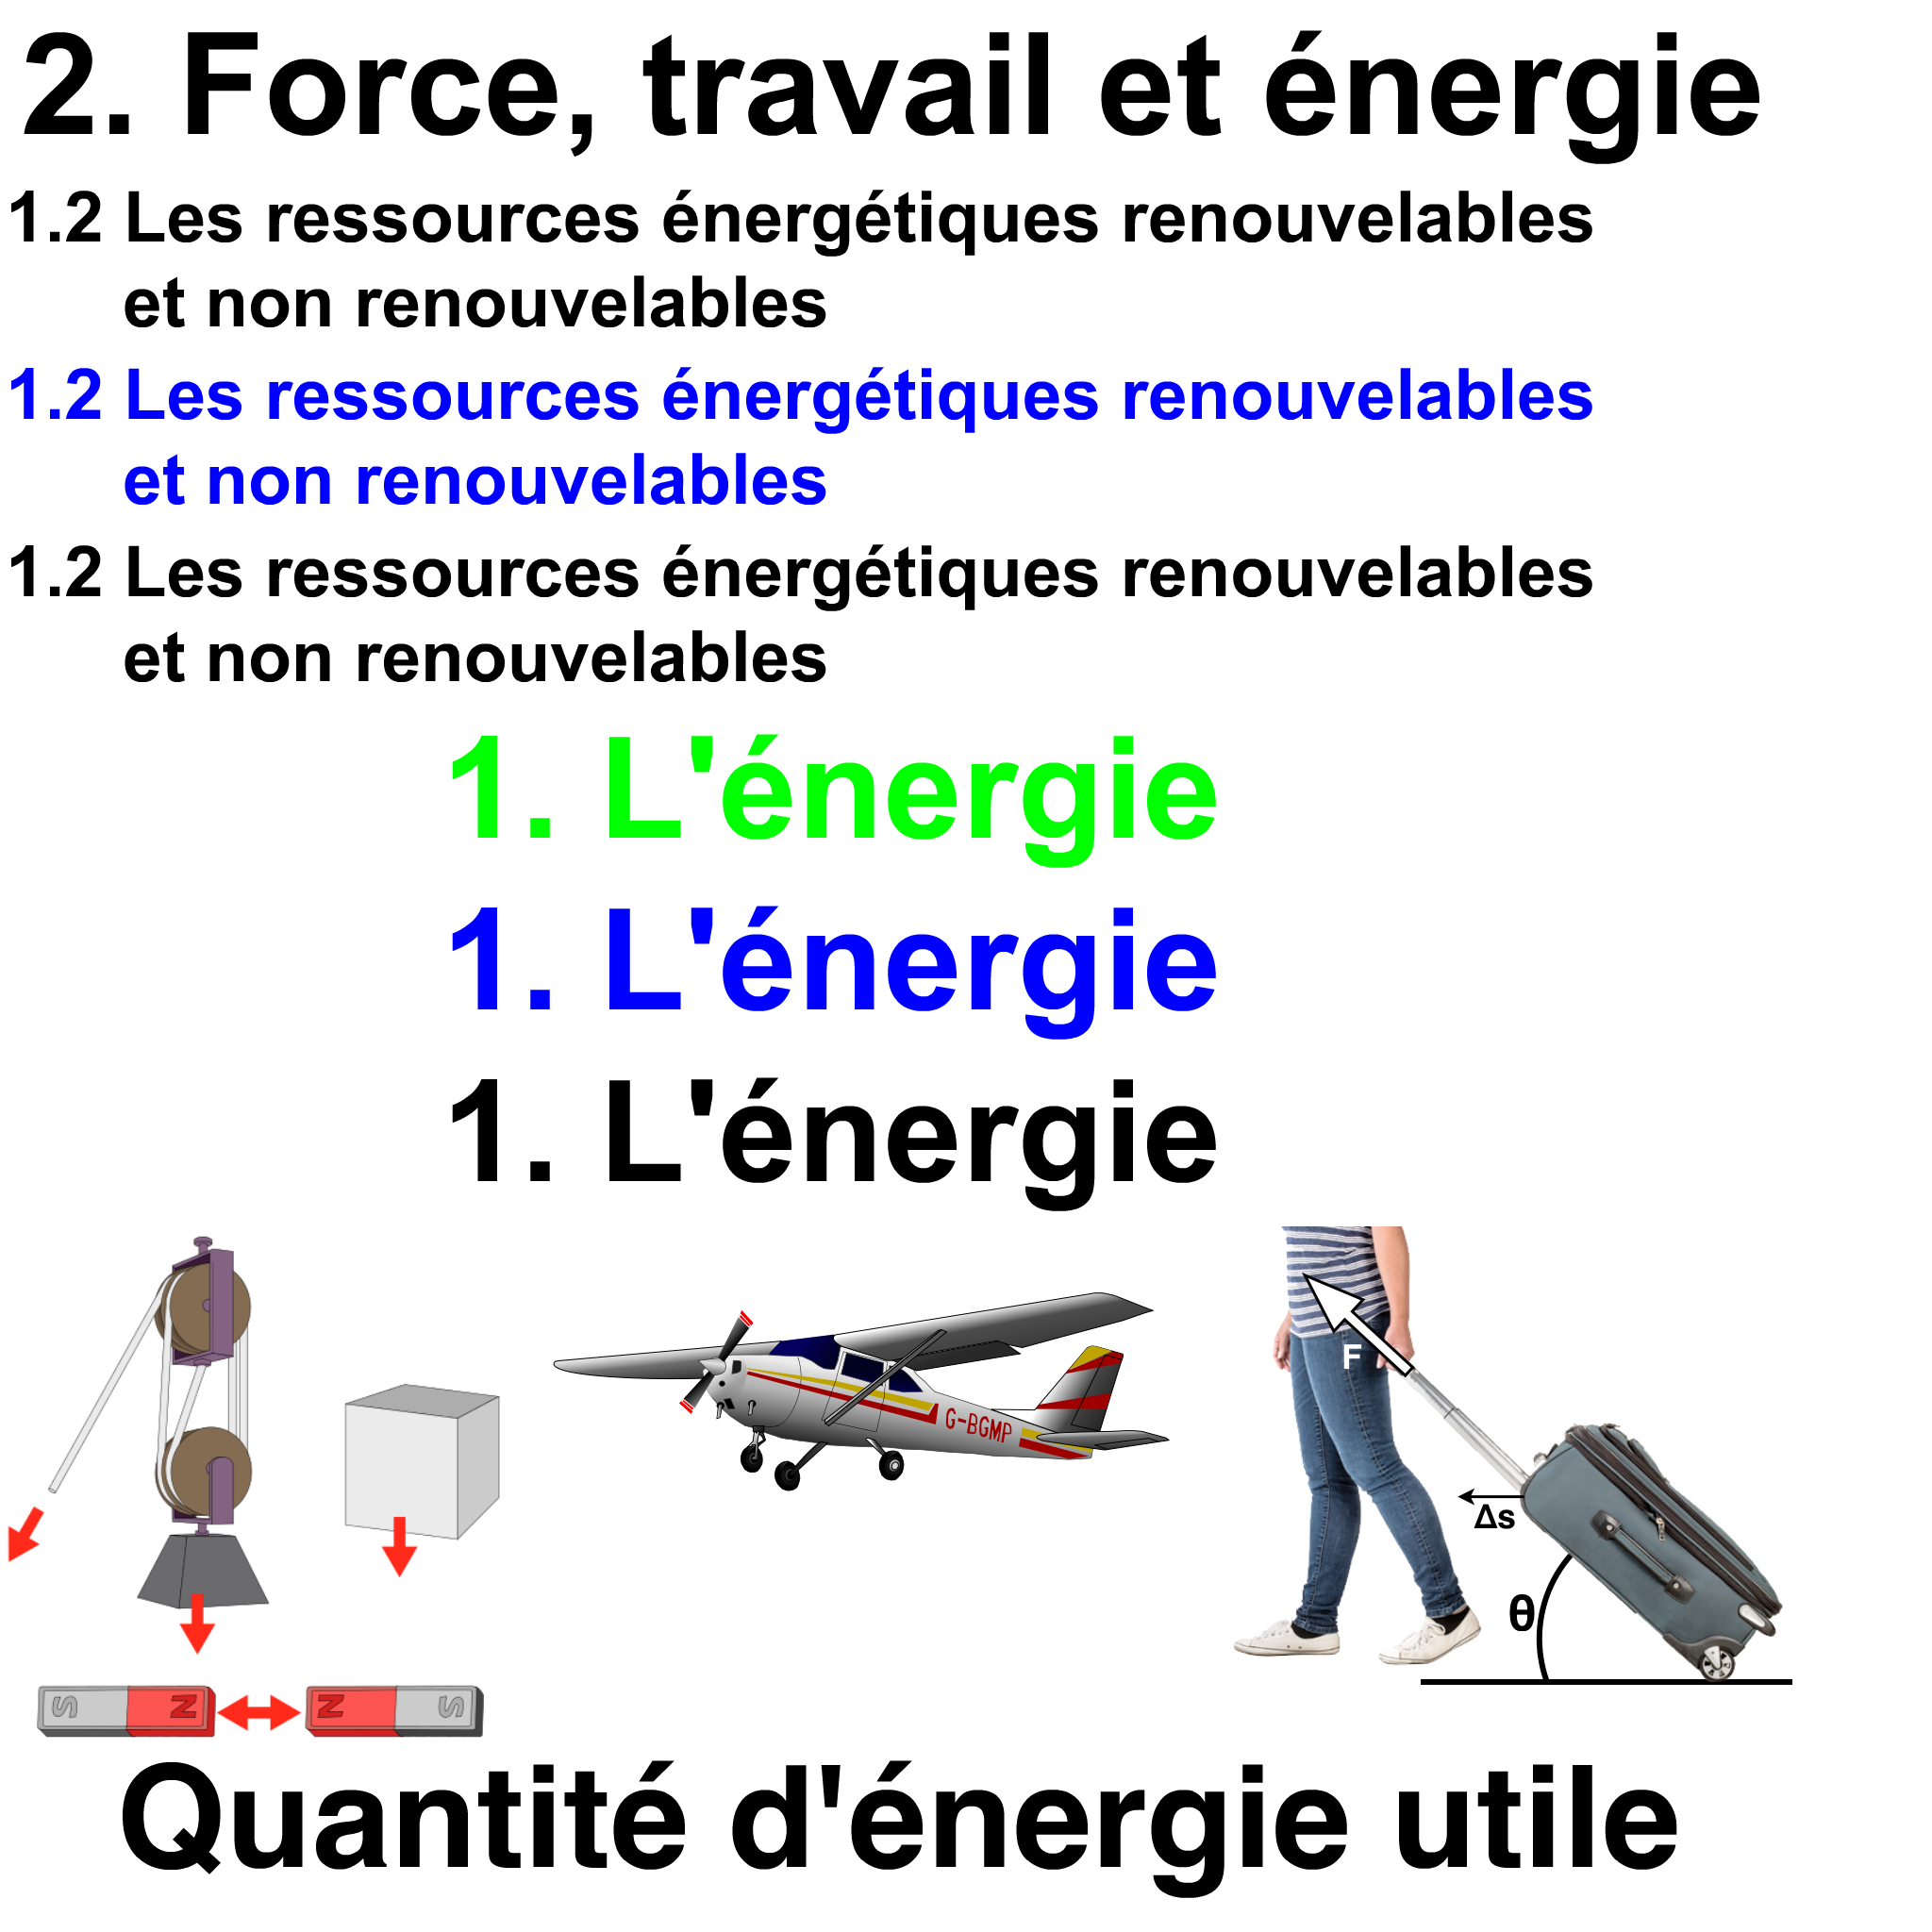 2. Force, travail et énergie
1.2 Les ressources énergétiques renouvelables
et non renouvelables
1.2 Les ressources énergétiques renouvelables
et non renouvelables
1.2 Les ressources énergétiques renouvelables
et non renouvelables
1. L'énergie
1. L'énergie
1. L'énergie
F
G-BGMP
Δs
θ
S N N S
Quantité d'énergie utile